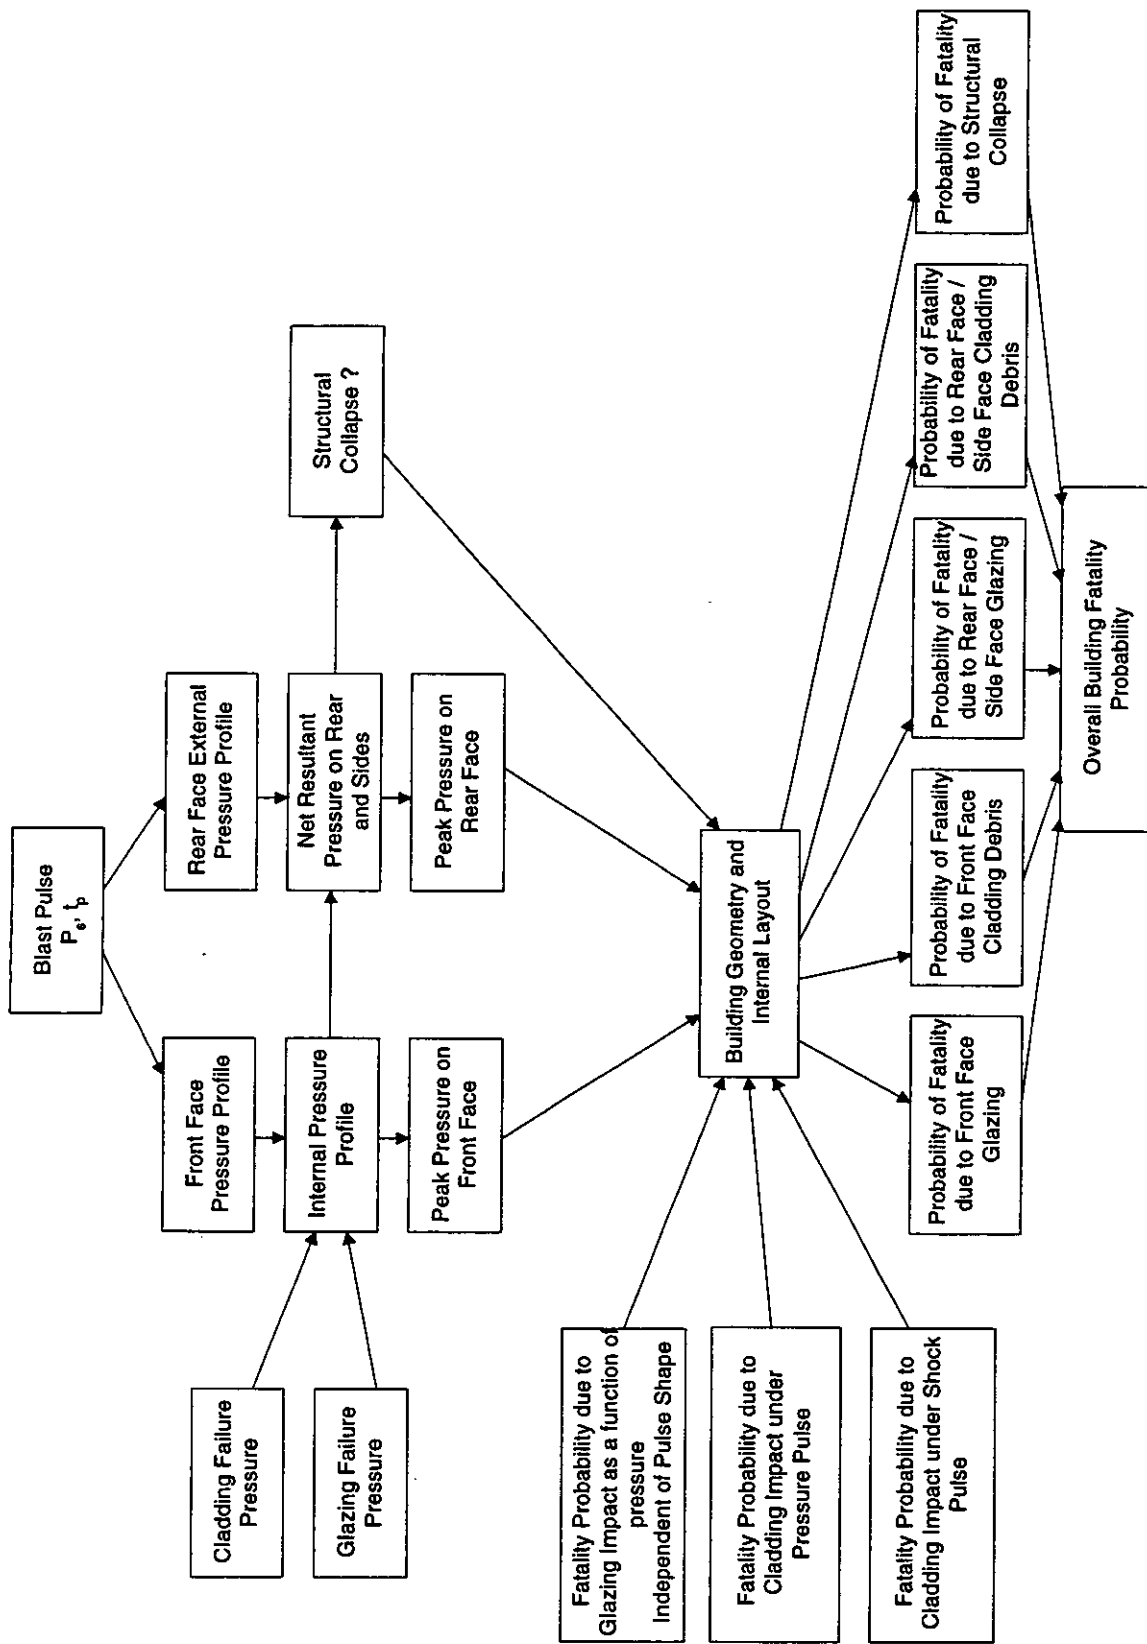 Blast Pulse
Ps, tp
Front Face
Pressure Profile
Rear Face External
Pressure Profile
Cladding Failure
Pressure
Glazing Failure
Pressure
Internal Pressure
Profile
Net Resultant
Pressure on Rear
and Sides
Structural
Collapse ?
Peak Pressure on
Front Face
Peak Pressure on
Rear Face
Fatality Probability due to
Glazing Impact as a function of
pressure
Independent of Pulse Shape
Fatality Probability due to
Cladding Impact under
Pressure Pulse
Fatality Probability due to
Cladding Impact under Shock
Pulse
Building Geometry and
Internal Layout
Probability of Fatality
due to Front Face
Glazing
Probability of Fatality
due to Front Face
Cladding Debris
Probability of Fatality
due to Rear Face /
Side Face Glazing
Probability of Fatality
due to Rear Face /
Side Face Cladding
Debris
Probability of Fatality
due to Structural
Collapse
Overall Building Fatality
Probability